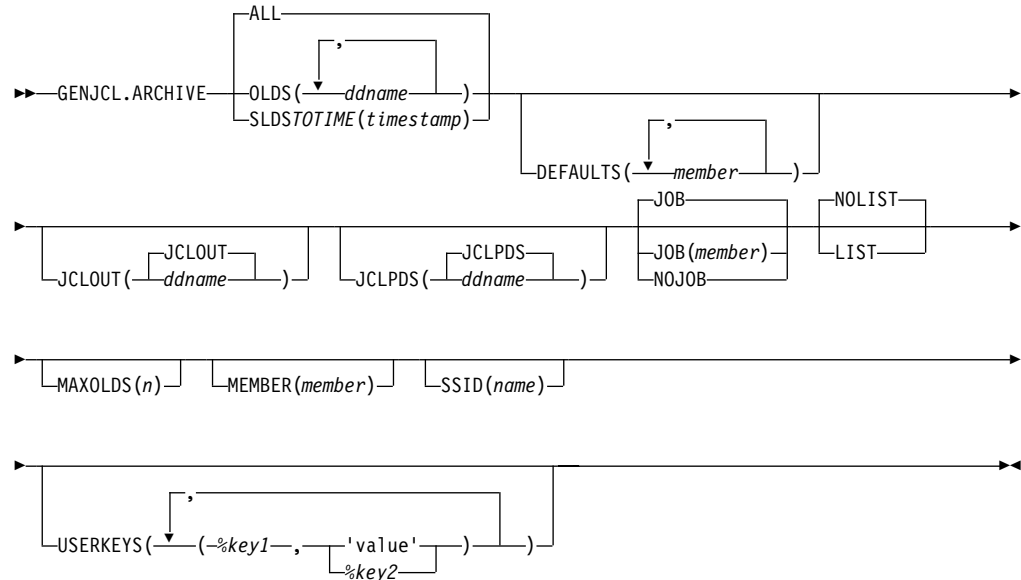 ALL
,
GENJCL.ARCHIVE OLDS( ddname )
SLDSTOTIME(timestamp)
,
DEFAULTS( member )
JOB NOLIST
JCLOUT JCLPDS JOB(member) LIST
JCLOUT( ddname ) JCLPDS( ddname ) NOJOB
MAXOLDS(n) MEMBER(member) SSID(name)
,
USERKEYS( (%key1 , 'value' ) )
%key2